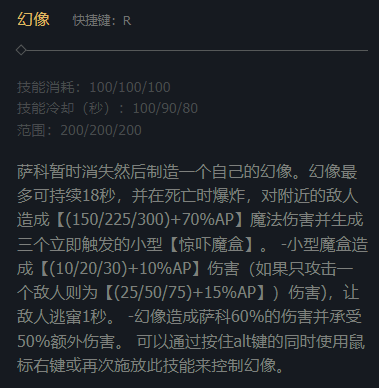 幻像 快捷键：R
技能消耗：100/100/100
技能冷却（秒）：100/90/80
范围：200/200/200
萨科暂时消失然后制造一个自己的幻像。幻像最
多可持续18秒，并在死亡时爆炸，对附近的敌人
造成【(150/225/300)+70%AP】魔法伤害并生成
三个立即触发的小型【惊吓魔盒】。 -小型魔盒造
成【(10/20/30)+10%AP】伤害（如果只攻击一
个敌人则为【(25/50/75)+15%AP】）伤害)，让
敌人逃窜1秒。 -幻像造成萨科60%的伤害并承受
50%额外伤害。 可以通过按住alt键的同时使用鼠
标右键或再次施放此技能来控制幻像。